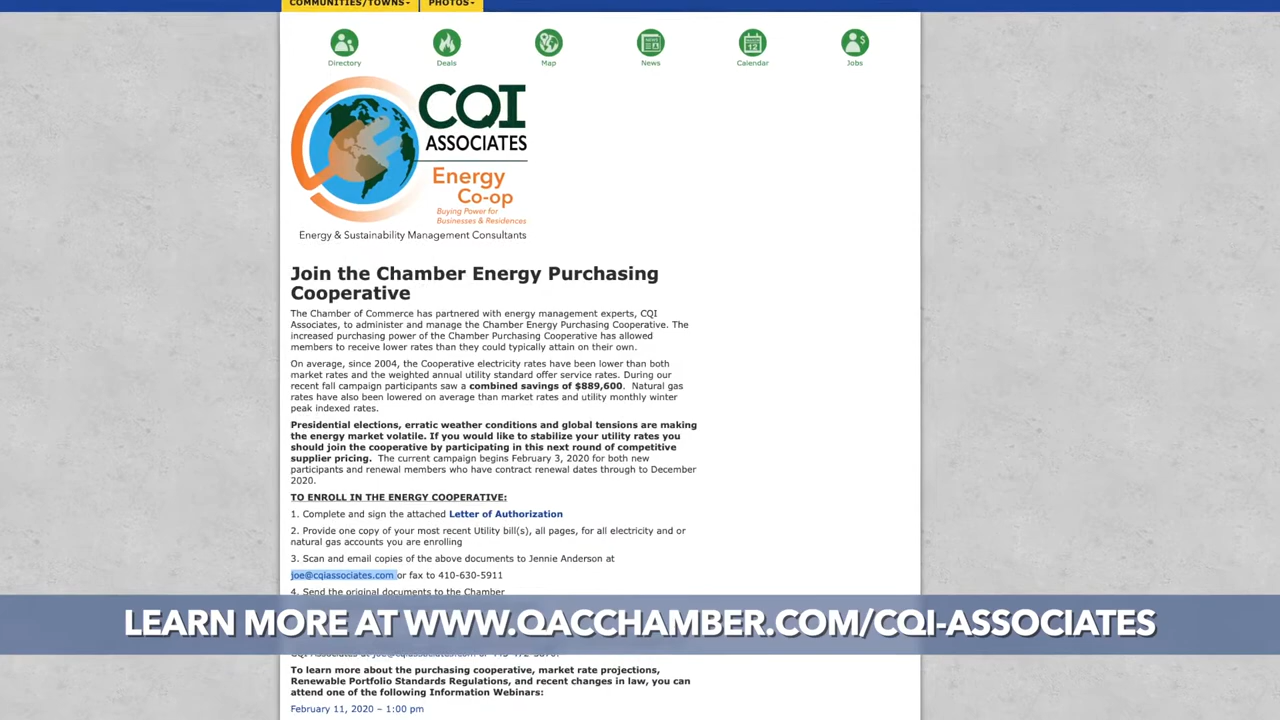 COMMUNITIES/TOWNS PHOTOS
Directory Deals Map News Calendar Jobs
CQI
ASSOCIATES
Energy
Co-op
Buying Power for
Businesses & Residences
Energy & Sustainability Management Consultants
Join the Chamber Energy Purchasing
Cooperative
The Chamber of Commerce has partnered with energy management experts, CQI
Associates, to administer and manage the Chamber Energy Purchasing Cooperative. The
increased purchasing power of the Chamber Purchasing Cooperative has allowed
members to receive lower rates than they could typically attain on their own.
On average, since 2004, the Cooperative electricity rates have been lower than both
market rates and the weighted annual utility standard offer service rates. During our
recent fall campaign participants saw a combined savings of $889,600. Natural gas
rates have also been lowered on average than market rates and utility monthly winter
peak indexed rates.
Presidential elections, erratic weather conditions and global tensions are making
the energy market volatile. If you would like to stabilize your utility rates you
should join the cooperative by participating in this next round of competitive
supplier pricing. The current campaign begins February 3, 2020 for both new
participants and renewal members who have contract renewal dates through to December
2020.
TO ENROLL IN THE ENERGY COOPERATIVE:
1. Complete and sign the attached Letter of Authorization
2. Provide one copy of your most recent Utility bill(s), all pages, for all electricity and or
natural gas accounts you are enrolling
3. Scan and email copies of the above documents to Jennie Anderson at
joe@cqiassociates.com or fax to 410-630-5911
4. Send the original documents to the Chamber
LEARN MORE AT WWW.QACCHAMBER.COM/CQI-ASSOCIATES
To learn more about the purchasing cooperative, market rate projections,
Renewable Portfolio Standards Regulations, and recent changes in law, you can
attend one of the following Information Webinars:
February 11, 2020 – 1:00 pm